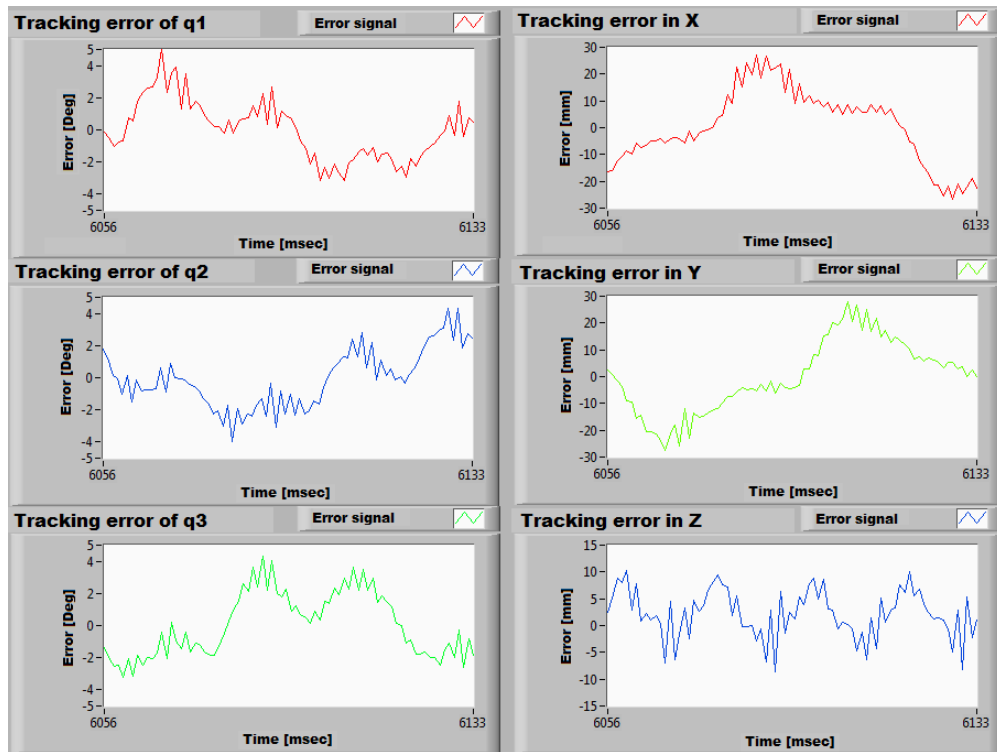 Tracking error of q1
Error signal
5
4
2
0
-2
-4
-5
Error [Deg]
6056
6133
Time [msec]
Tracking error in X
Error signal
30
20
10
0
-10
-20
-30
Error [mm]
6056
6133
Time [msec]
Tracking error of q2
Error signal
5
4
2
0
-2
-4
-5
Error [Deg]
6056
6133
Time [msec]
Tracking error in Y
Error signal
30
20
10
0
-10
-20
-30
Error [mm]
6056
6133
Time [msec]
Tracking error of q3
Error signal
5
4
2
0
-2
-4
-5
Error [Deg]
6056
6133
Time [msec]
Tracking error in Z
Error signal
15
10
5
0
-5
-10
-15
Error [mm]
6056
6133
Time [msec]